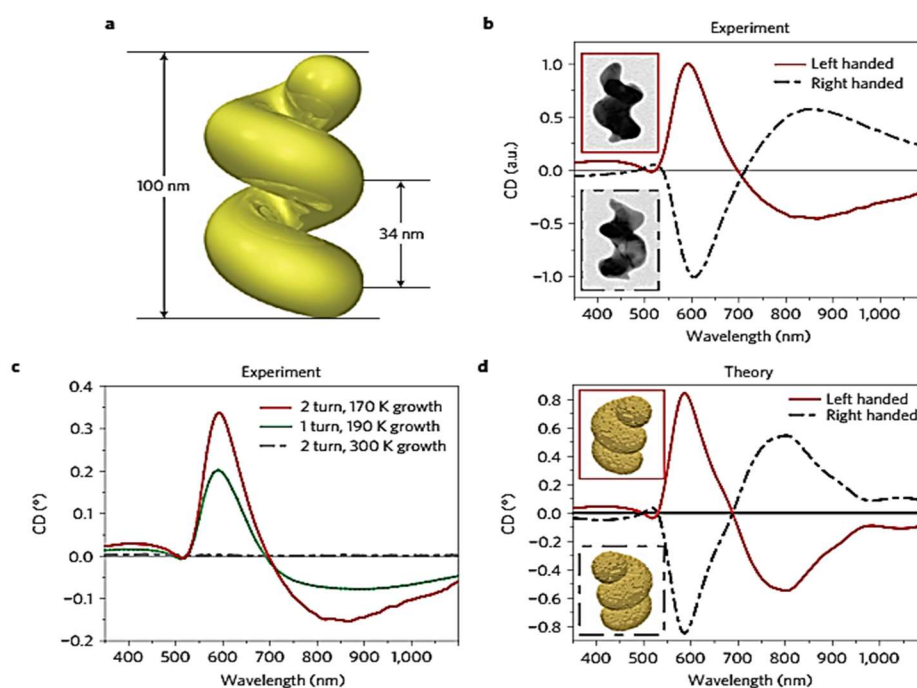 a
100 nm
34 nm
b
Experiment
Left handed
Right handed
CD (a.u.)
1.0
0.5
0.0
−0.5
−1.0
400 500 600 700 800 900 1,000
Wavelength (nm)
c
Experiment
2 turn, 170 K growth
1 turn, 190 K growth
2 turn, 300 K growth
CD (°)
0.4
0.3
0.2
0.1
0.0
−0.1
−0.2
400 500 600 700 800 900 1,000
Wavelength (nm)
d
Theory
Left handed
Right handed
CD (°)
0.8
0.6
0.4
0.2
0.0
−0.2
−0.4
−0.6
−0.8
400 500 600 700 800 900 1,000
Wavelength (nm)